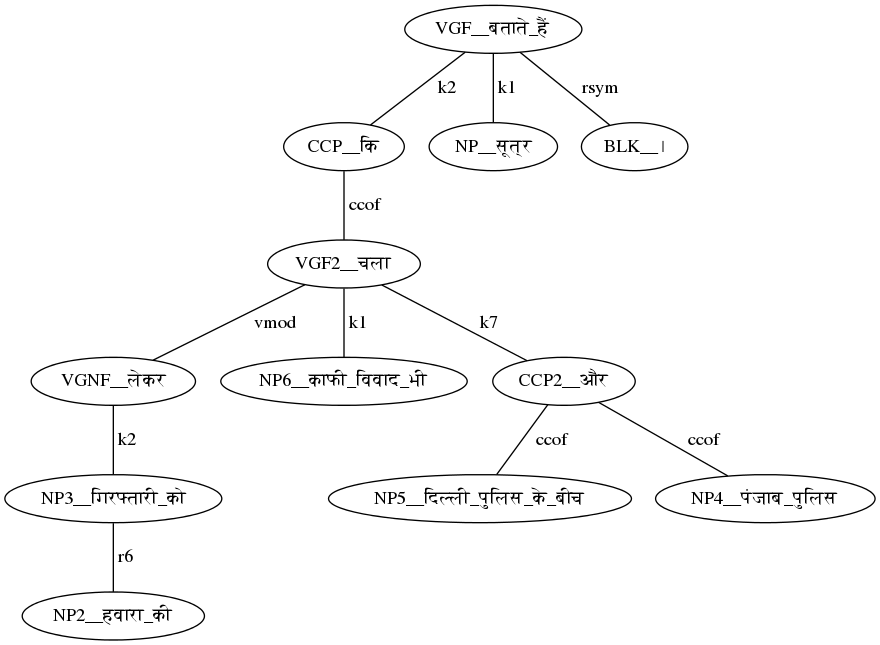 VGF__बताते_हैं
k2 k1 rsym
CCP__कि NP__सूत्र BLK__।
ccof
VGF2__चला
vmod k1 k7
VGNF__लेकर NP6__काफी_विवाद_भी CCP2__और
k2 ccof ccof
NP3__गिरफ्तारी_को NP5__दिल्ली_पुलिस_के_बीच NP4__पंजाब_पुलिस
r6
NP2__हवारा_की